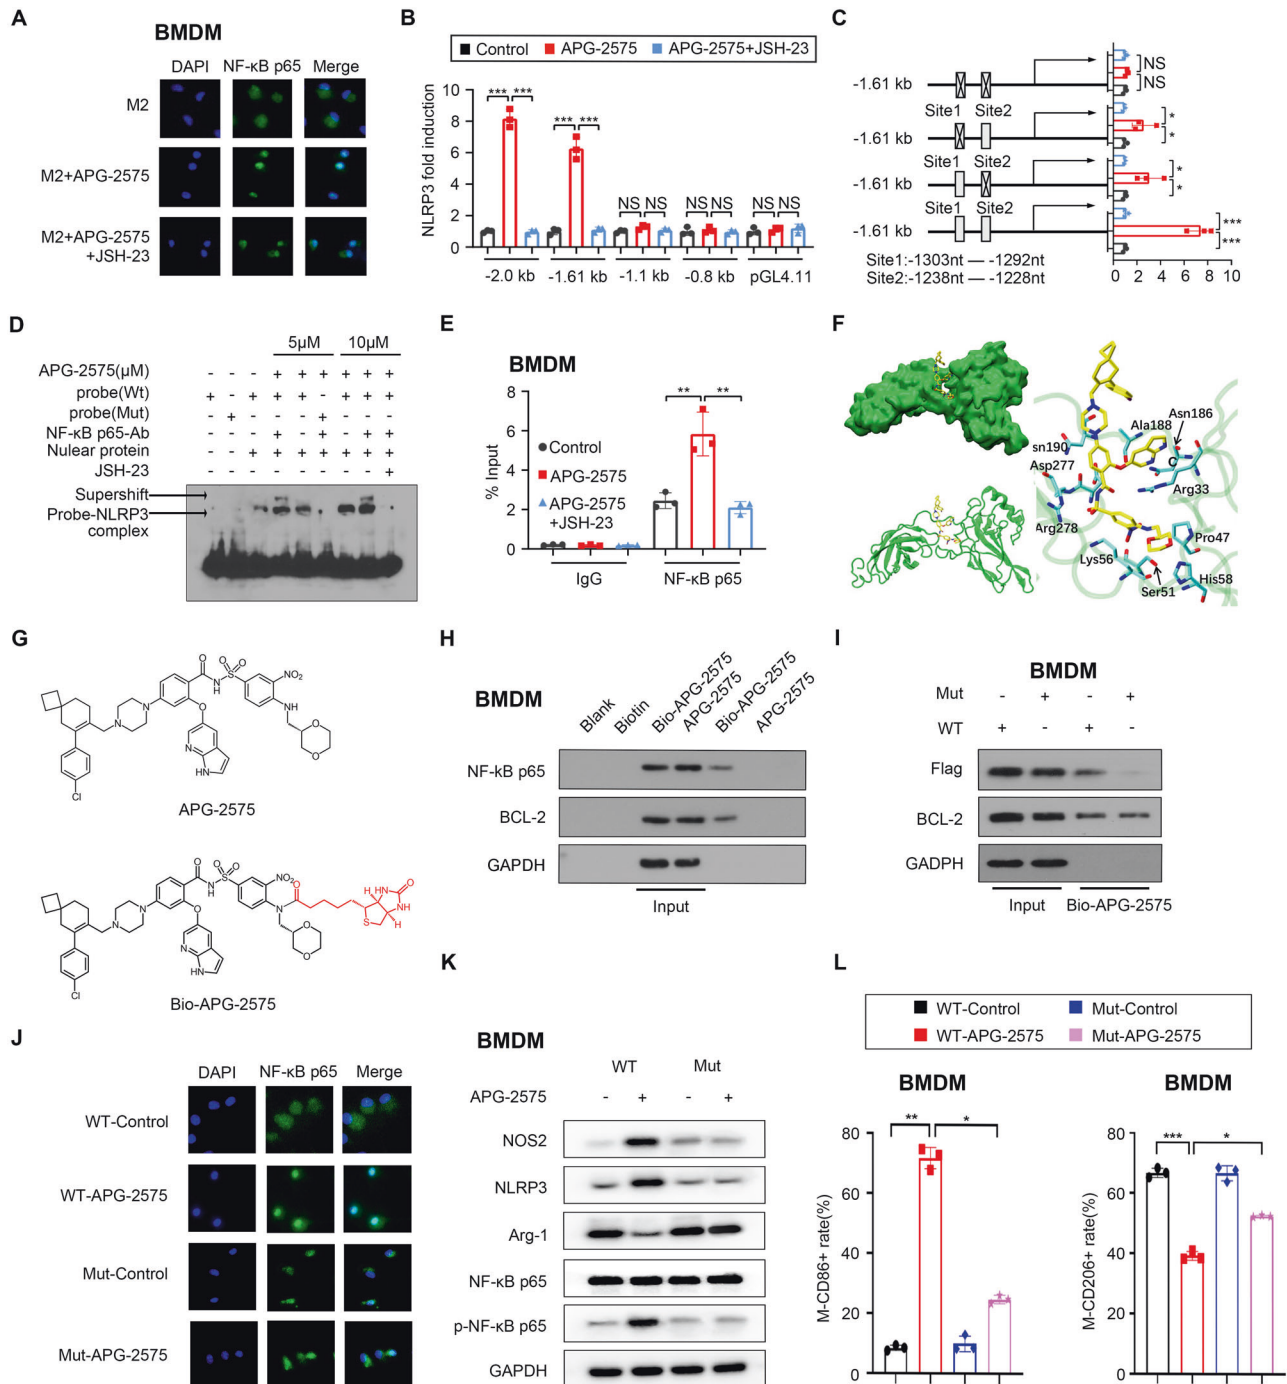 A
BMDM
DAPI NF-κB p65 Merge
M2
M2+APG-2575
M2+APG-2575
+JSH-23
B
Control APG-2575 APG-2575+JSH-23
NLRP3 fold induction
10
8
6
4
2
0
*** ***
*** ***
NS NS
NS NS
NS NS
-2.0 kb -1.61 kb -1.1 kb -0.8 kb pGL4.11
C
-1.61 kb
Site1 Site2
NS
NS
-1.61 kb
Site1 Site2
*
*
-1.61 kb
Site1 Site2
*
*
-1.61 kb
***
***
Site1:-1303nt — -1292nt
Site2:-1238nt — -1228nt
0 2 4 6 8 10
D
5μM 10μM
APG-2575(μM) - - - + + + + + +
probe(Wt) + - + + + - + + +
probe(Mut) - + - - - + - - -
NF-κB p65-Ab - - - + - + - + +
Nulear protein - - + + + + + + +
JSH-23 - - - - - - - - +
Supershift
Probe-NLRP3
complex
E
BMDM
% Input
8
6
4
2
0
Control
APG-2575
APG-2575
+JSH-23
** **
IgG NF-κB p65
F
sn190
Ala188
Asn186
C
Asp277
Arg33
Arg278
Pro47
Lys56
His58
Ser51
G
O
O O
S
NH
NO₂
N
N
O
NH
O
O
N
HN
Cl
APG-2575
O
O O
S
NH
NO₂
O
N
N
N
O
O
O
N
HN
Cl
HN
O
NH
H
H
S
Bio-APG-2575
H
BMDM
Blank
Biotin
Bio-APG-2575
APG-2575
Bio-APG-2575
APG-2575
NF-kB p65
BCL-2
GAPDH
Input
I
BMDM
Mut - + - +
WT + - + -
Flag
BCL-2
GADPH
Input Bio-APG-2575
J
DAPI NF-κB p65 Merge
WT-Control
WT-APG-2575
Mut-Control
Mut-APG-2575
K
BMDM
WT Mut
APG-2575 - + - +
NOS2
NLRP3
Arg-1
NF-κB p65
p-NF-κB p65
GAPDH
L
WT-Control Mut-Control
WT-APG-2575 Mut-APG-2575
BMDM
M-CD86+ rate(%)
80
60
40
20
0
** *
BMDM
M-CD206+ rate(%)
80
60
40
20
0
*** *